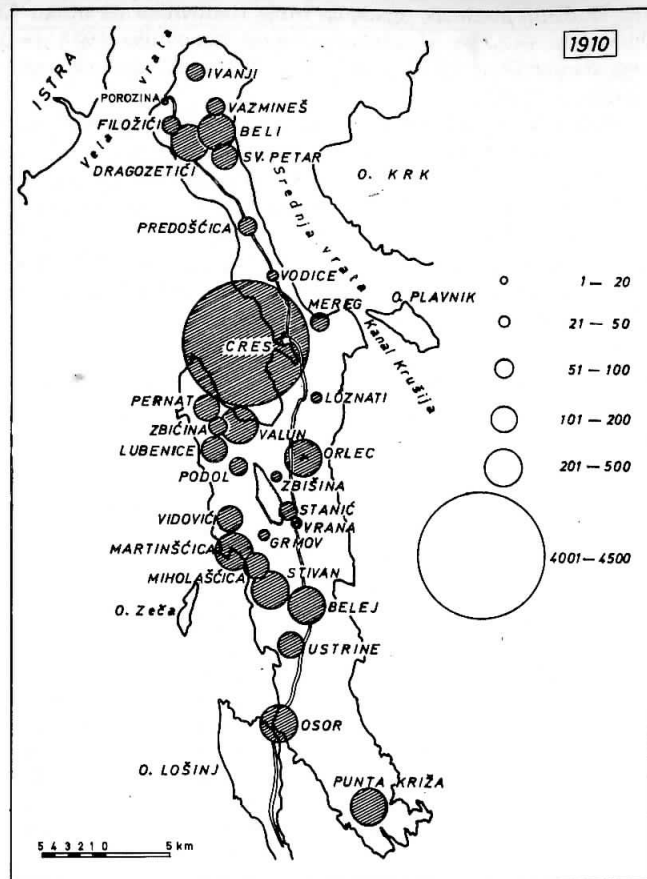 1910
ISTRA
Vela vrata
IVANJI
POROZINA
VAZMINEŠ
FILOŽIĆI
BELI
DRAGOZETIĆI
SV. PETAR
O. KRK
Srednja vrata
PREDOŠĆICA
VODICE
MEREG
O. PLAVNIK
Kanal Krušija
CRES
LOZNATI
PERNAT
ZBIĆINA
VALUN
LUBENICE
ORLEC
PODOL
ZBIŠINA
STANIĆ
VIDOVIĆI
VRANA
GRMOV
MARTINŠĆICA
MIHOLAŠĆICA
STIVAN
O. Zeča
BELEJ
USTRINE
OSOR
O. LOŠINJ
PUNTA KRIŽA
1 — 20
21 — 50
51 — 100
101 — 200
201 — 500
4001 — 4500
5 4 3 2 1 0 5 km